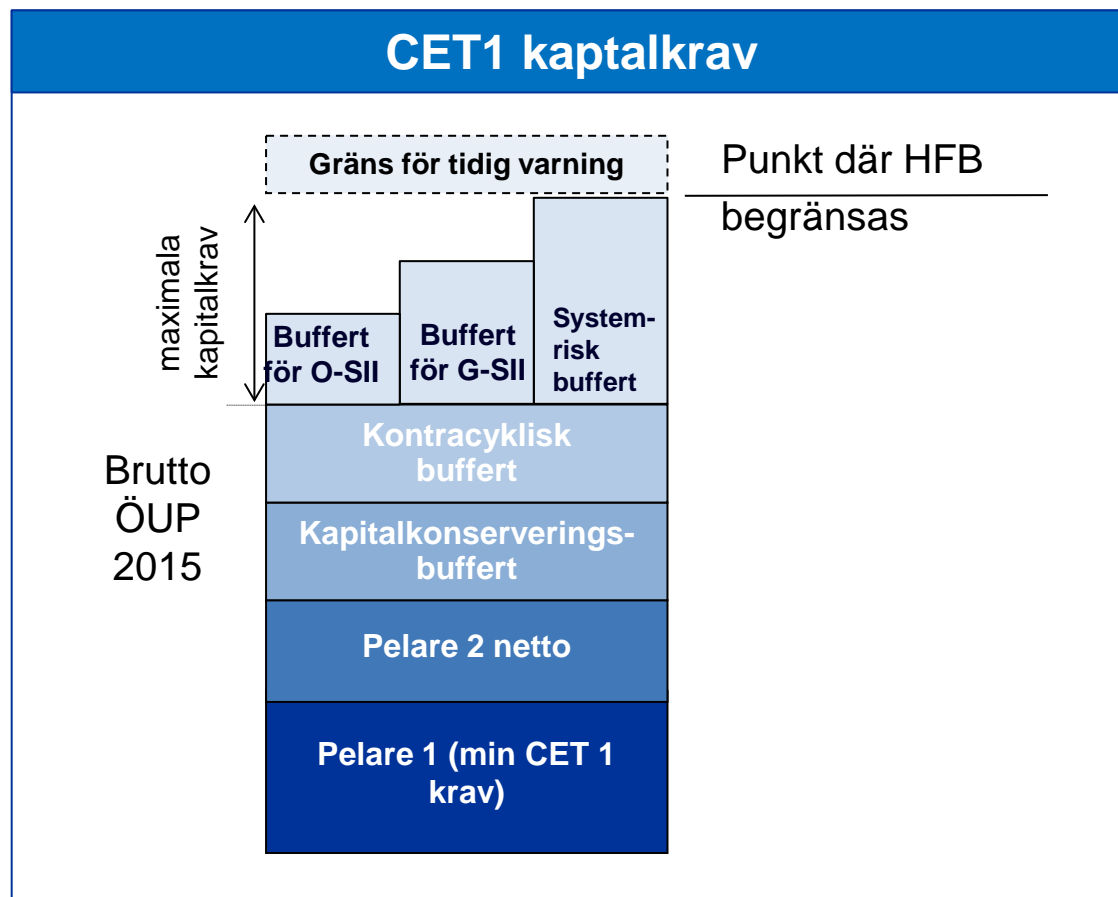 CET1 kaptalkrav
Gräns för tidig varning
Punkt där HFB
begränsas
maximala
kapitalkrav
Buffert
för O-SII
Buffert
för G-SII
System-
risk
buffert
Kontracyklisk
buffert
Brutto
ÖUP
2015
Kapitalkonserverings-
buffert
Pelare 2 netto
Pelare 1 (min CET 1
krav)